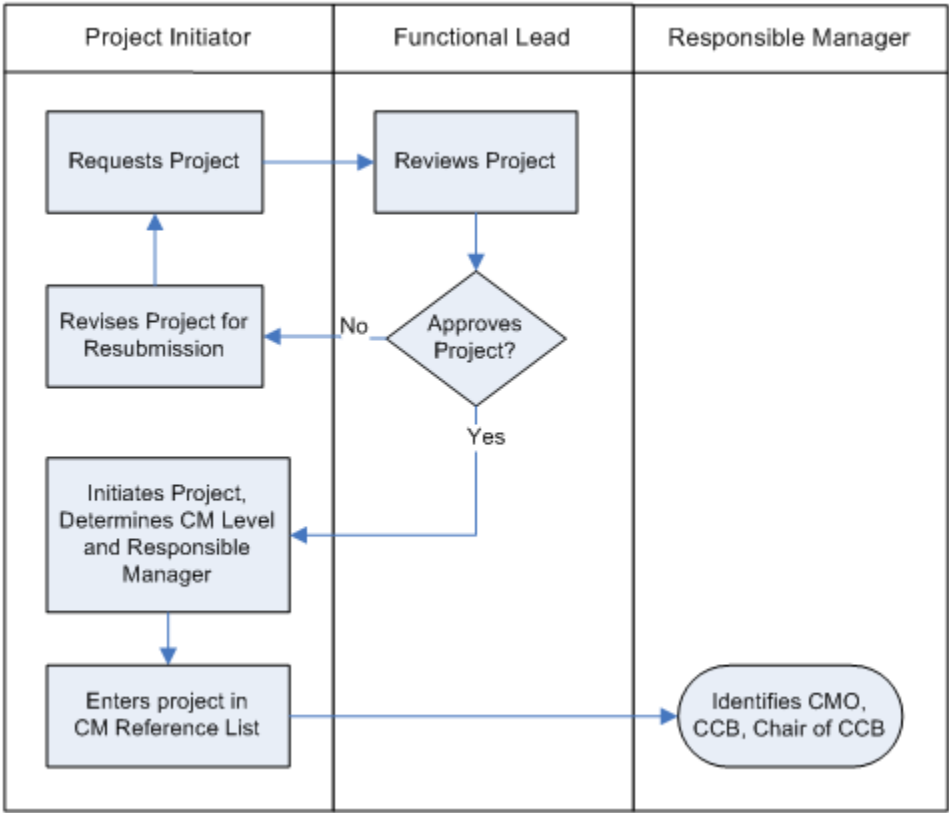 Project Initiator
Functional Lead
Responsible Manager
Requests Project
Reviews Project
Revises Project for
Resubmission
No
Approves
Project?
Yes
Initiates Project,
Determines CM Level
and Responsible
Manager
Enters project in
CM Reference List
Identifies CMO,
CCB, Chair of CCB